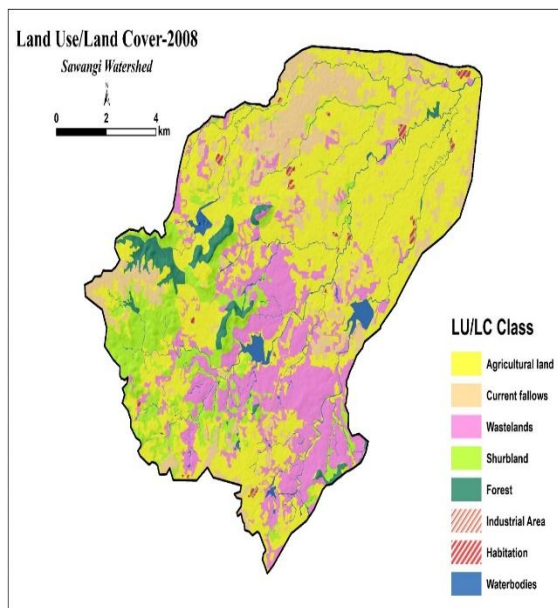 Land Use/Land Cover-2008
Sawangi Watershed
0 2 4
km
LU/LC Class
Agricultural land
Current fallows
Wastelands
Shurbland
Forest
Industrial Area
Habitation
Waterbodies